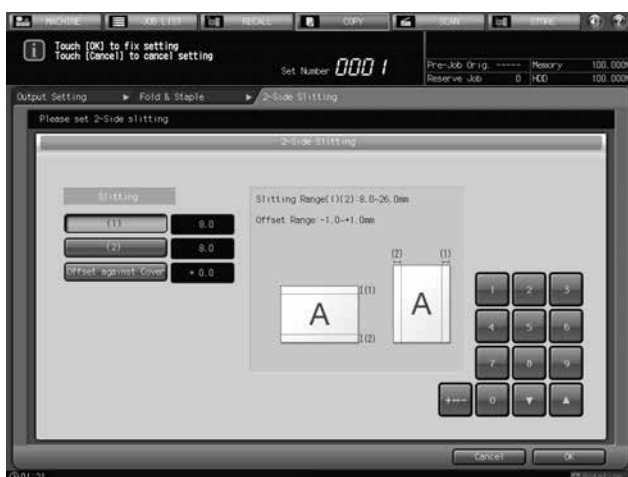 MACHINE JOB LIST RECALL COPY SCAN STORE
Touch [OK] to fix setting
Touch [Cancel] to cancel setting
Set Number 0001
Pre-Job Orig. ----- Memory 100.000%
Reserve Job 0 HDD 100.000%
Output Setting ▶ Fold & Staple ▶ 2-Side Slitting
Please set 2-Side slitting
2-Side Slitting
Slitting
(1) 8.0
(2) 8.0
Offset against Cover + 0.0
Slitting Range(1)(2) 8.0~26.0mm
Offset Range -1.0~+1.0mm
(2) (1)
A
(1)
(2)
A
1 2 3
4 5 6
7 8 9
+↔- 0 ▼ ▲
Cancel OK